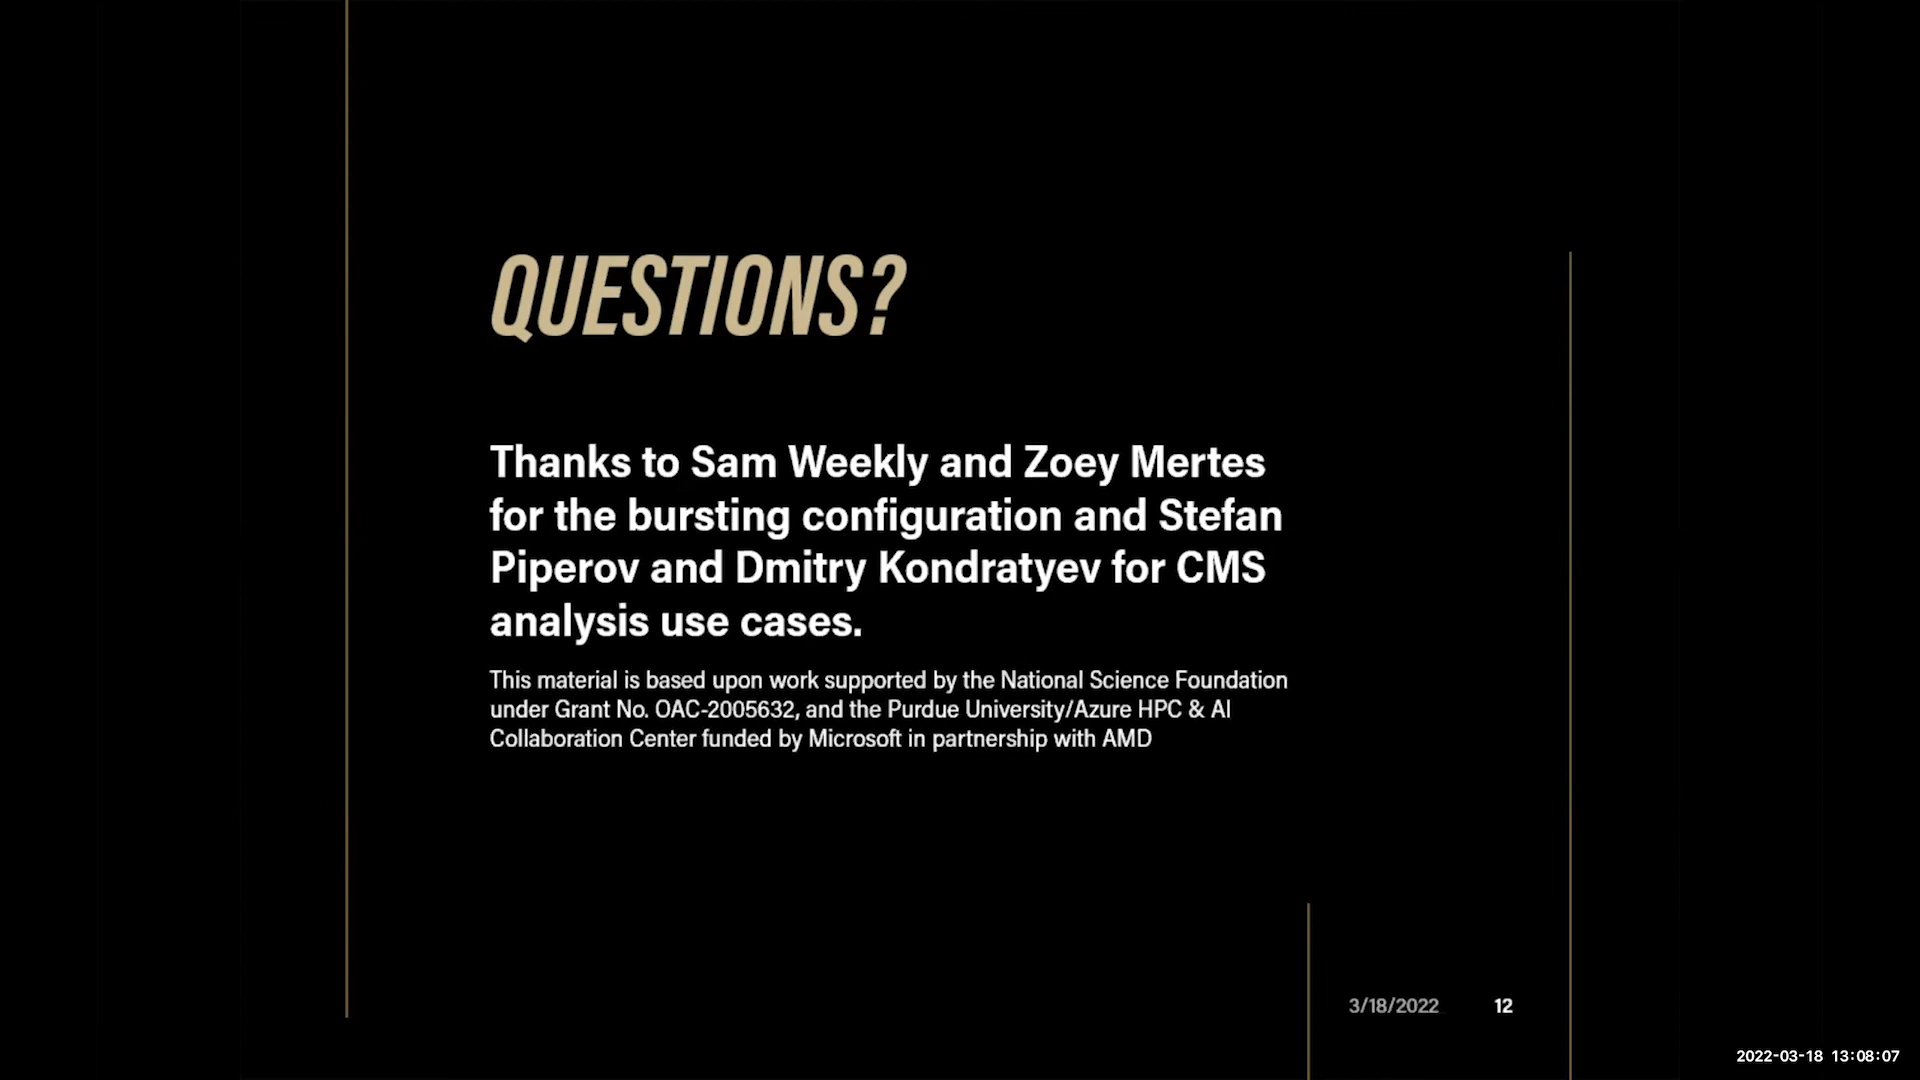 QUESTIONS?
Thanks to Sam Weekly and Zoey Mertes
for the bursting configuration and Stefan
Piperov and Dmitry Kondratyev for CMS
analysis use cases.
This material is based upon work supported by the National Science Foundation
under Grant No. OAC-2005632, and the Purdue University/Azure HPC & AI
Collaboration Center funded by Microsoft in partnership with AMD
3/18/2022 12
2022-03-18 13:08:07